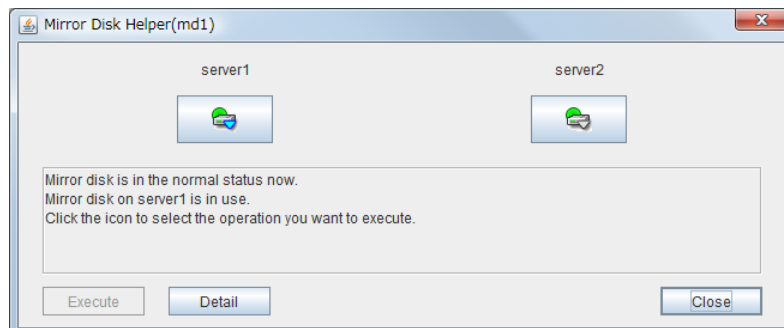 Mirror Disk Helper(md1)
server1
server2
Mirror disk is in the normal status now.
Mirror disk on server1 is in use.
Click the icon to select the operation you want to execute.
Execute
Detail
Close